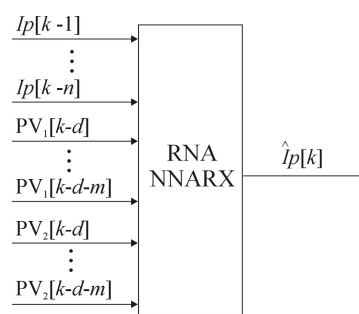 Ip[k-1]
⋮
Ip[k-n]
PV₁[k-d]
⋮
PV₁[k-d-m]
PV₂[k-d]
⋮
PV₂[k-d-m]
RNA
NNARX
Îp[k]